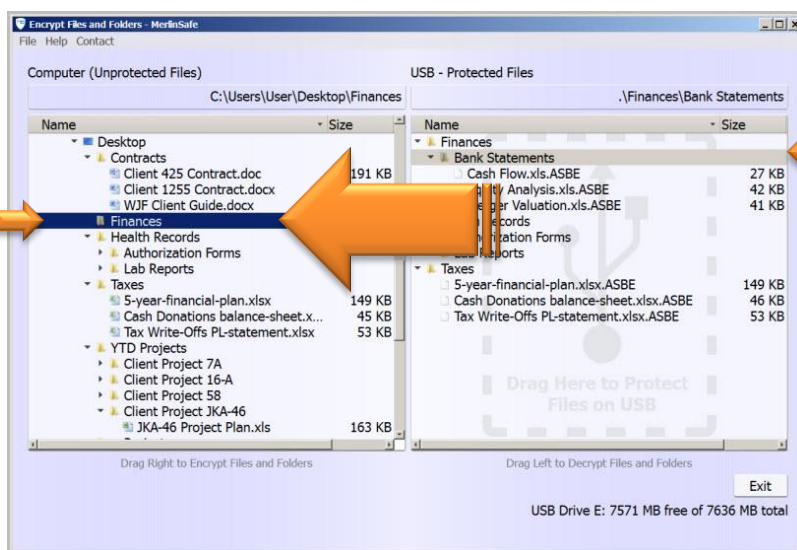 Encrypt Files and Folders - MerlinSafe
File Help Contact
Computer (Unprotected Files)
USB - Protected Files
C:\Users\User\Desktop\Finances
.\Finances\Bank Statements
Name Size
Name Size
Desktop
Contracts
Client 425 Contract.doc 191 KB
Client 1255 Contract.docx
WJF Client Guide.docx
Finances
Health Records
Authorization Forms
Lab Reports
Taxes
5-year-financial-plan.xlsx 149 KB
Cash Donations balance-sheet.x... 45 KB
Tax Write-Offs PL-statement.xlsx 53 KB
YTD Projects
Client Project 7A
Client Project 16-A
Client Project 58
Client Project JKA-46
JKA-46 Project Plan.xls 163 KB
Finances
Bank Statements
Cash Flow.xls.ASBE 27 KB
Analysis.xls.ASBE 42 KB
Valuation.xls.ASBE 41 KB
Forms
Taxes
5-year-financial-plan.xlsx.ASBE 149 KB
Cash Donations balance-sheet.xlsx.ASBE 46 KB
Tax Write-Offs PL-statement.xlsx.ASBE 53 KB
Drag Here to Protect
Files on USB
Drag Right to Encrypt Files and Folders
Drag Left to Decrypt Files and Folders
Exit
USB Drive E: 7571 MB free of 7636 MB total